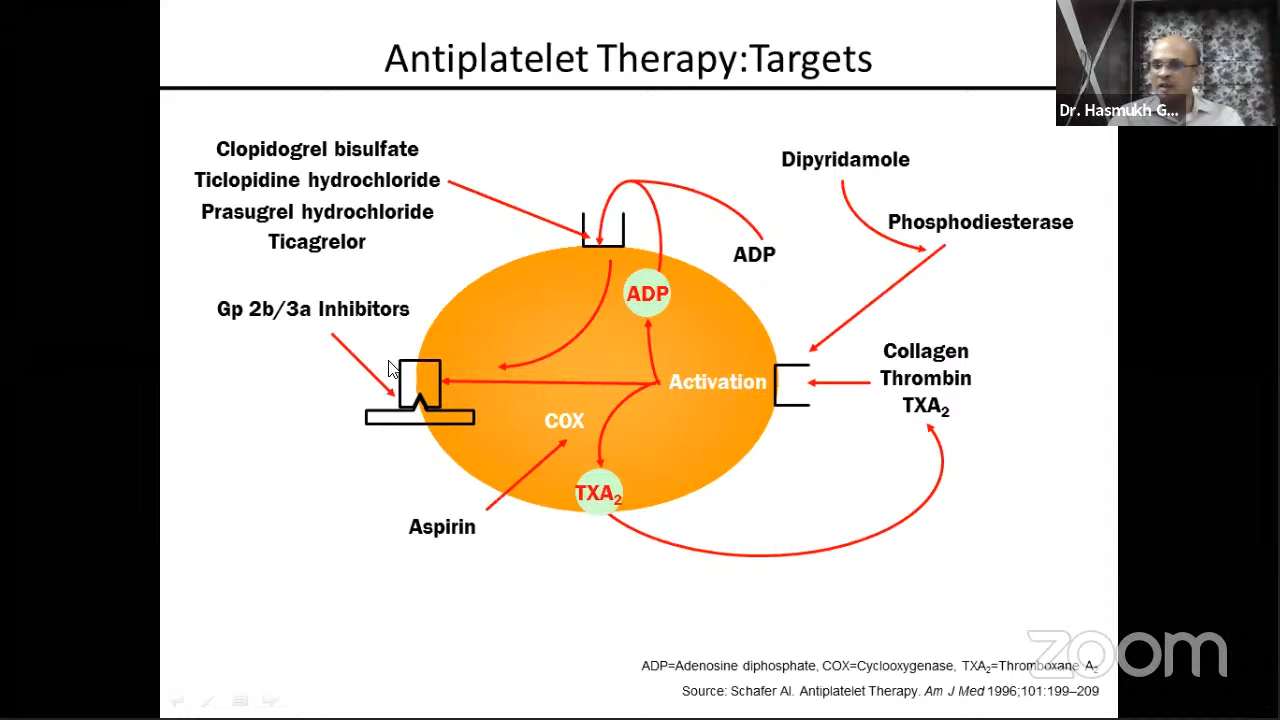 Antiplatelet Therapy:Targets
Dr. Hasmukh G...
Clopidogrel bisulfate
Ticlopidine hydrochloride
Prasugrel hydrochloride
Ticagrelor
Dipyridamole
Phosphodiesterase
ADP
ADP
Gp 2b/3a Inhibitors
Collagen
Thrombin
TXA₂
Activation
COX
TXA₂
Aspirin
zoom
ADP=Adenosine diphosphate, COX=Cyclooxygenase, TXA₂=Thromboxane A₂
Source: Schafer AI. Antiplatelet Therapy. Am J Med 1996;101:199–209